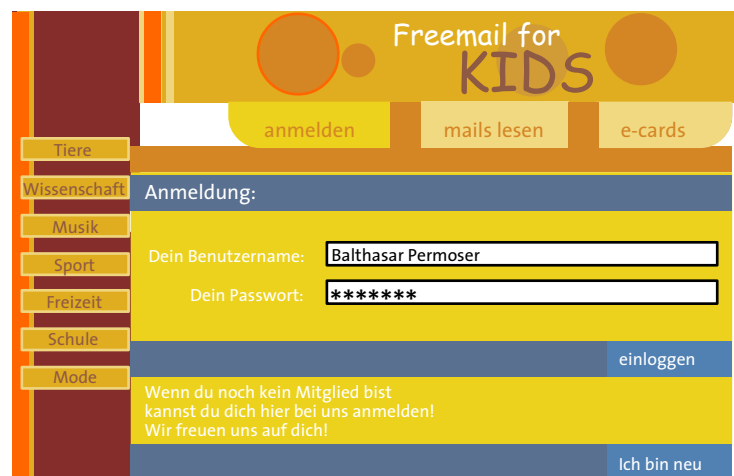 Freemail for
KIDS
anmelden
mails lesen
e-cards
Tiere
Wissenschaft
Musik
Sport
Freizeit
Schule
Mode
Anmeldung:
Dein Benutzername: Balthasar Permoser
Dein Passwort: *******
einloggen
Wenn du noch kein Mitglied bist
kannst du dich hier bei uns anmelden!
Wir freuen uns auf dich!
Ich bin neu